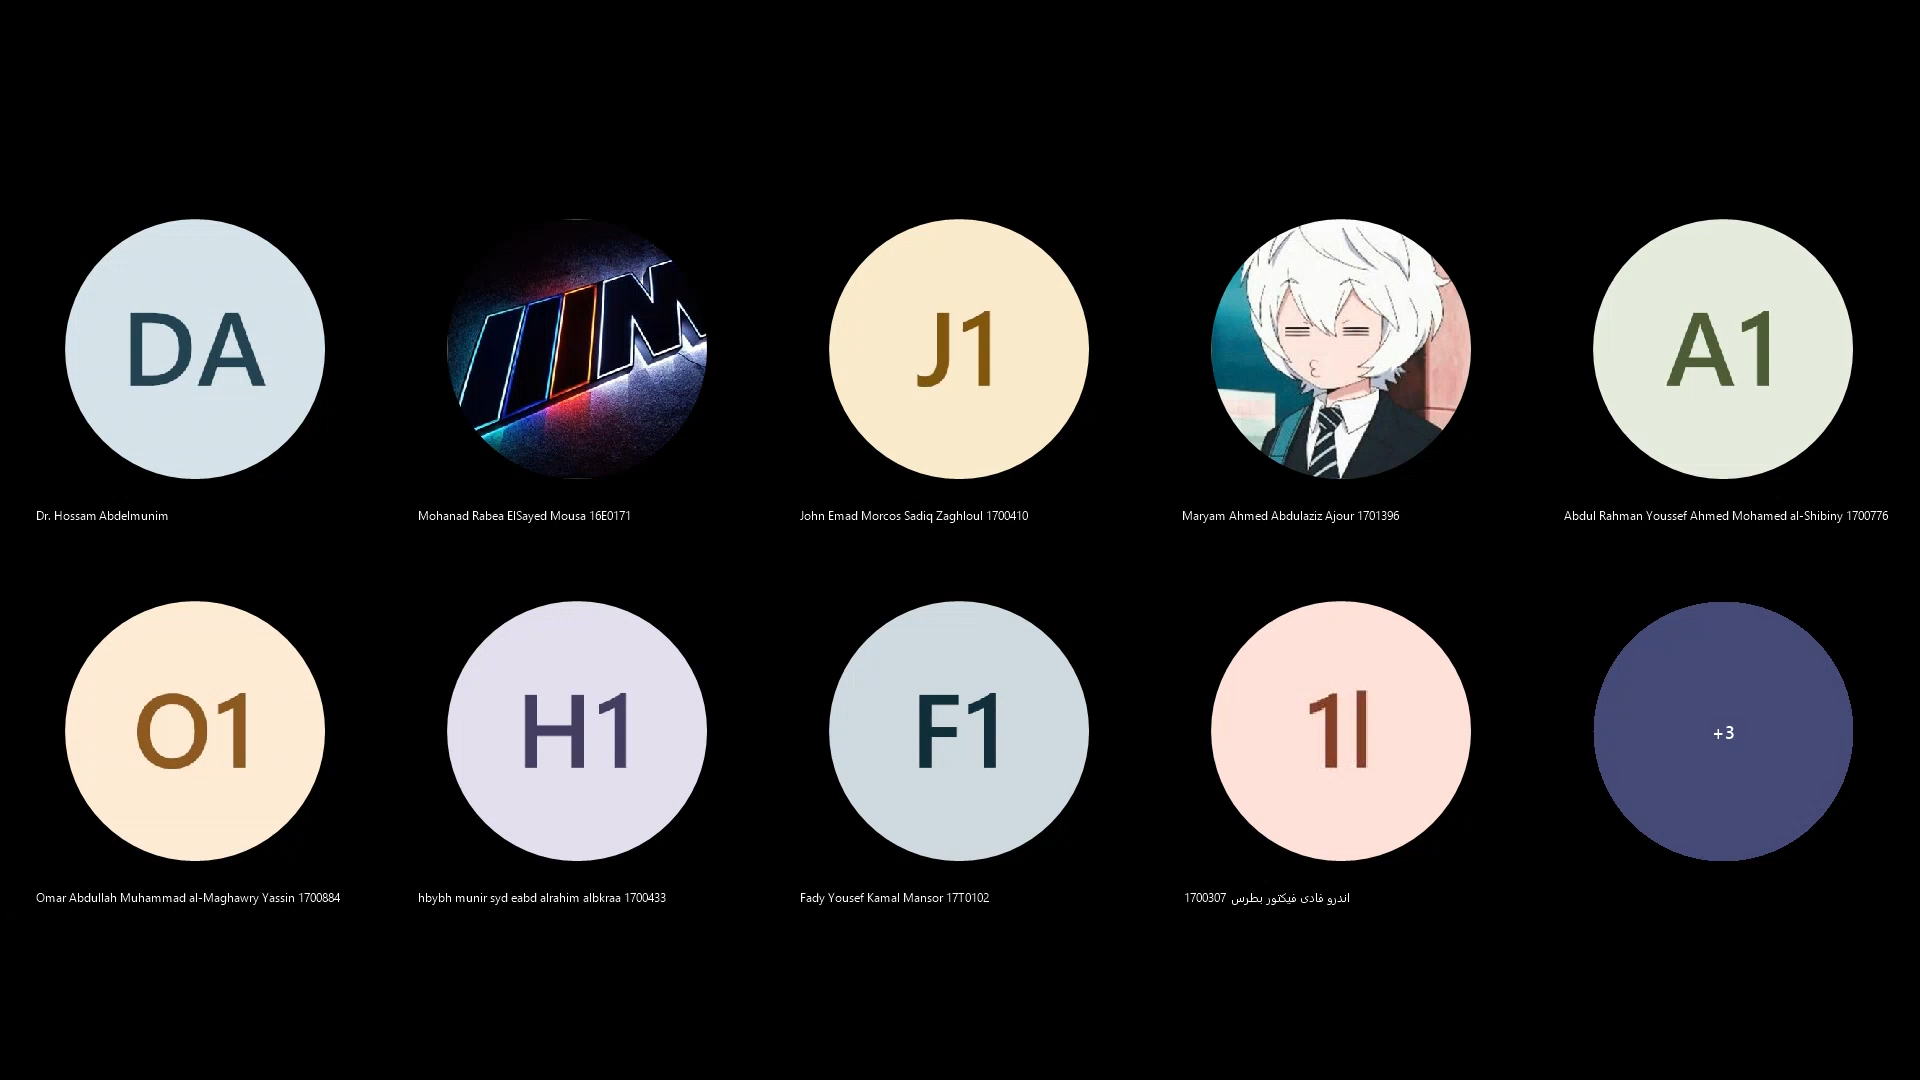 DA
M
J1
A1
Dr. Hossam Abdelmunim
Mohanad Rabea ElSayed Mousa 16E0171
John Emad Morcos Sadiq Zaghloul 1700410
Maryam Ahmed Abdulaziz Ajour 1701396
Abdul Rahman Youssef Ahmed Mohamed al-Shibiny 1700776
O1
H1
F1
1ا
+3
Omar Abdullah Muhammad al-Maghawry Yassin 1700884
hbybh munir syd eabd alrahim albkraa 1700433
Fady Yousef Kamal Mansor 17T0102
اندرو فادى فيكتور بطرس 1700307